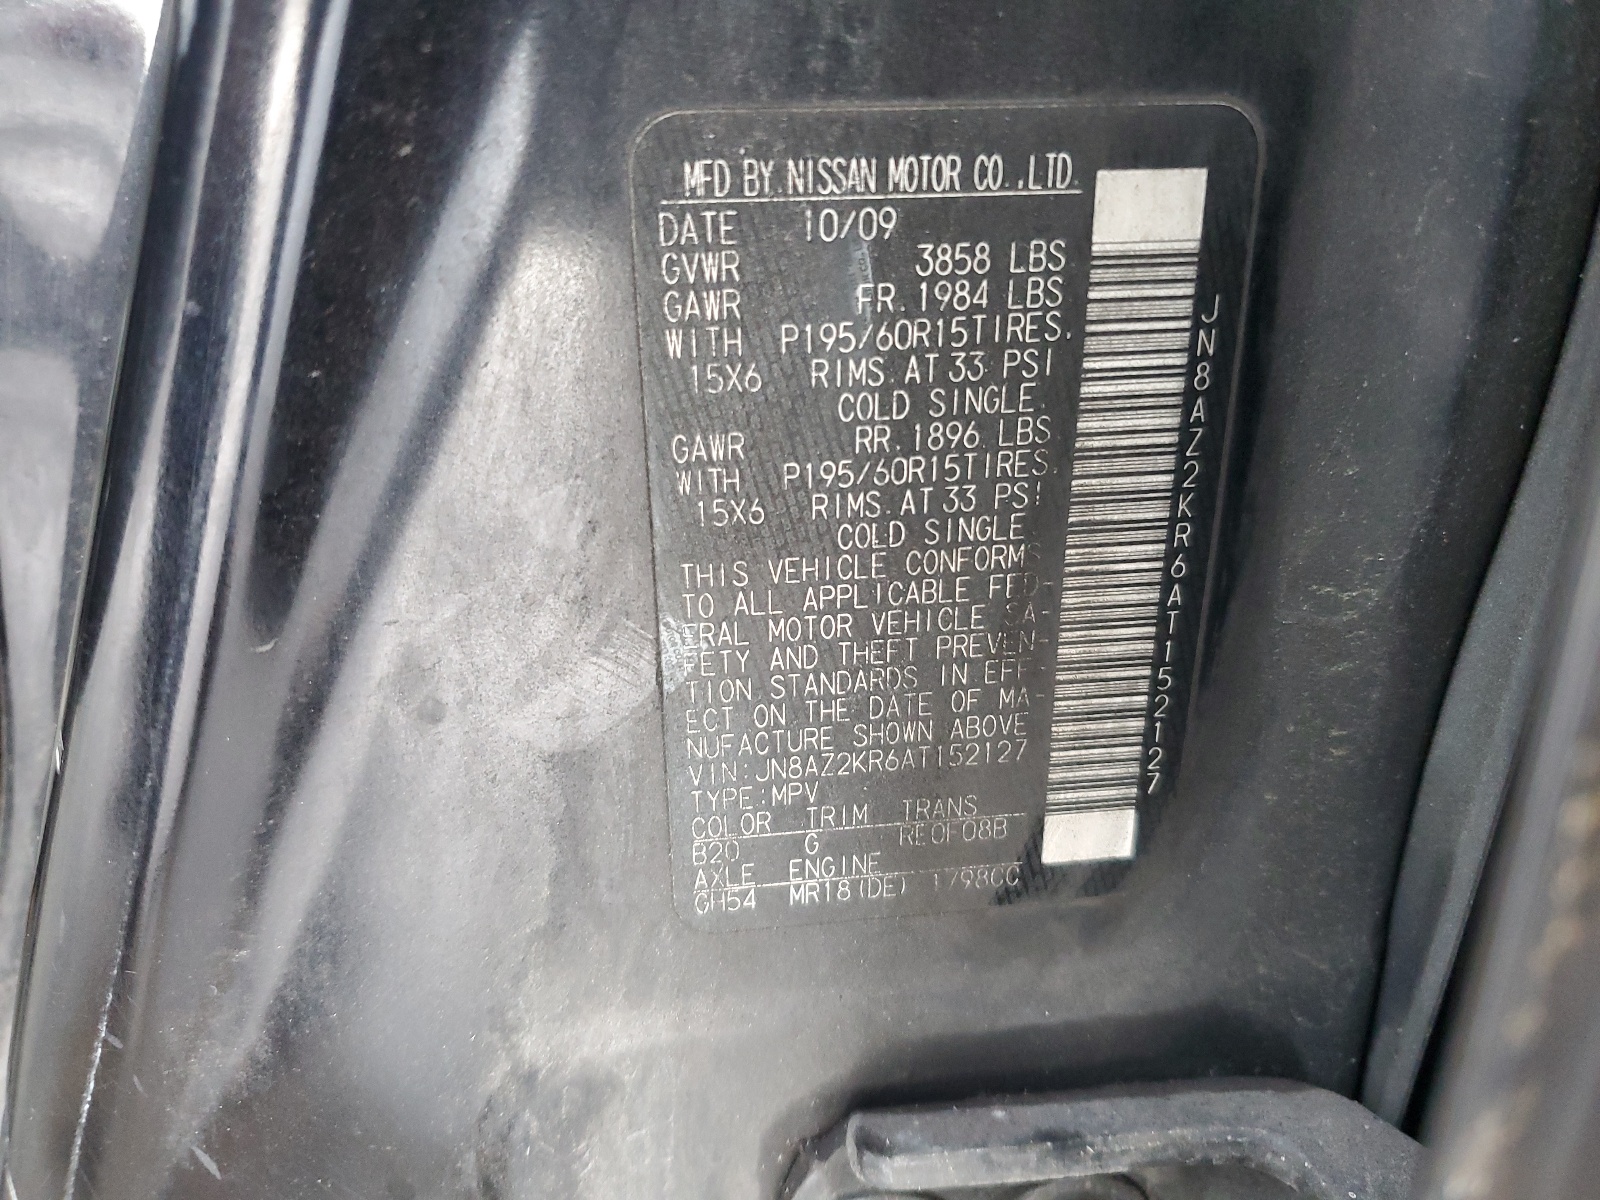 MFD BY NISSAN MOTOR CO.,LTD.
DATE 10/09
GVWR 3858 LBS
GAWR FR. 1984 LBS
WITH P195/60R15TIRES.
15X6 RIMS. AT 33 PSI
COLD SINGLE.
GAWR RR. 1896 LBS
WITH P195/60R15TIRES.
15X6 RIMS. AT 33 PSI
COLD SINGLE
THIS VEHICLE CONFORMS
TO ALL APPLICABLE FED-
ERAL MOTOR VEHICLE SA-
FETY AND THEFT PREVEN-
TION STANDARDS IN EFF-
ECT ON THE DATE OF MA-
NUFACTURE SHOWN ABOVE
VIN:JN8AZ2KR6AT152127
TYPE:MPV
COLOR TRIM TRANS
B20 G RE0F08B
AXLE ENGINE
GH54 MR18(DE) 1798CC
JN8AZ2KR6AT152127